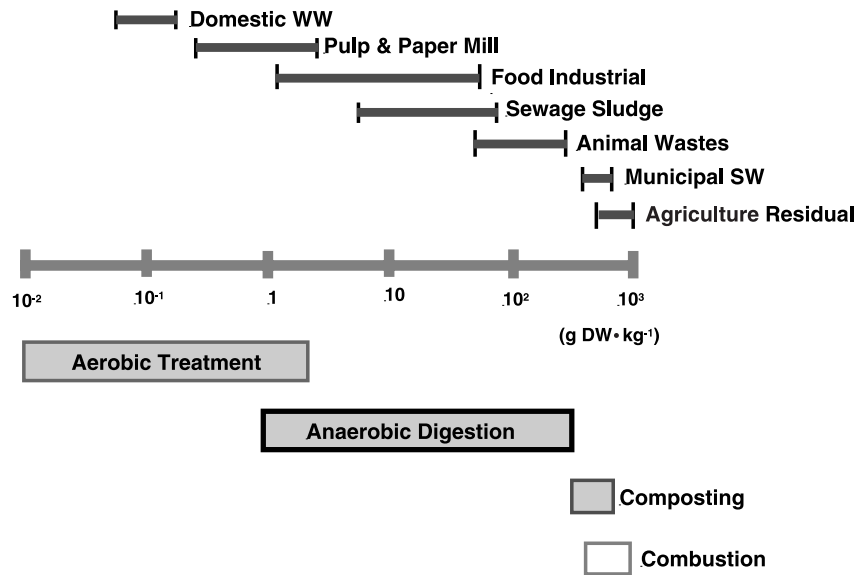 Domestic WW
Pulp & Paper Mill
Food Industrial
Sewage Sludge
Animal Wastes
Municipal SW
Agriculture Residual
10⁻² 10⁻¹ .1 10 10² 10³
(g DW•kg⁻¹)
Aerobic Treatment
Anaerobic Digestion
Composting
Combustion